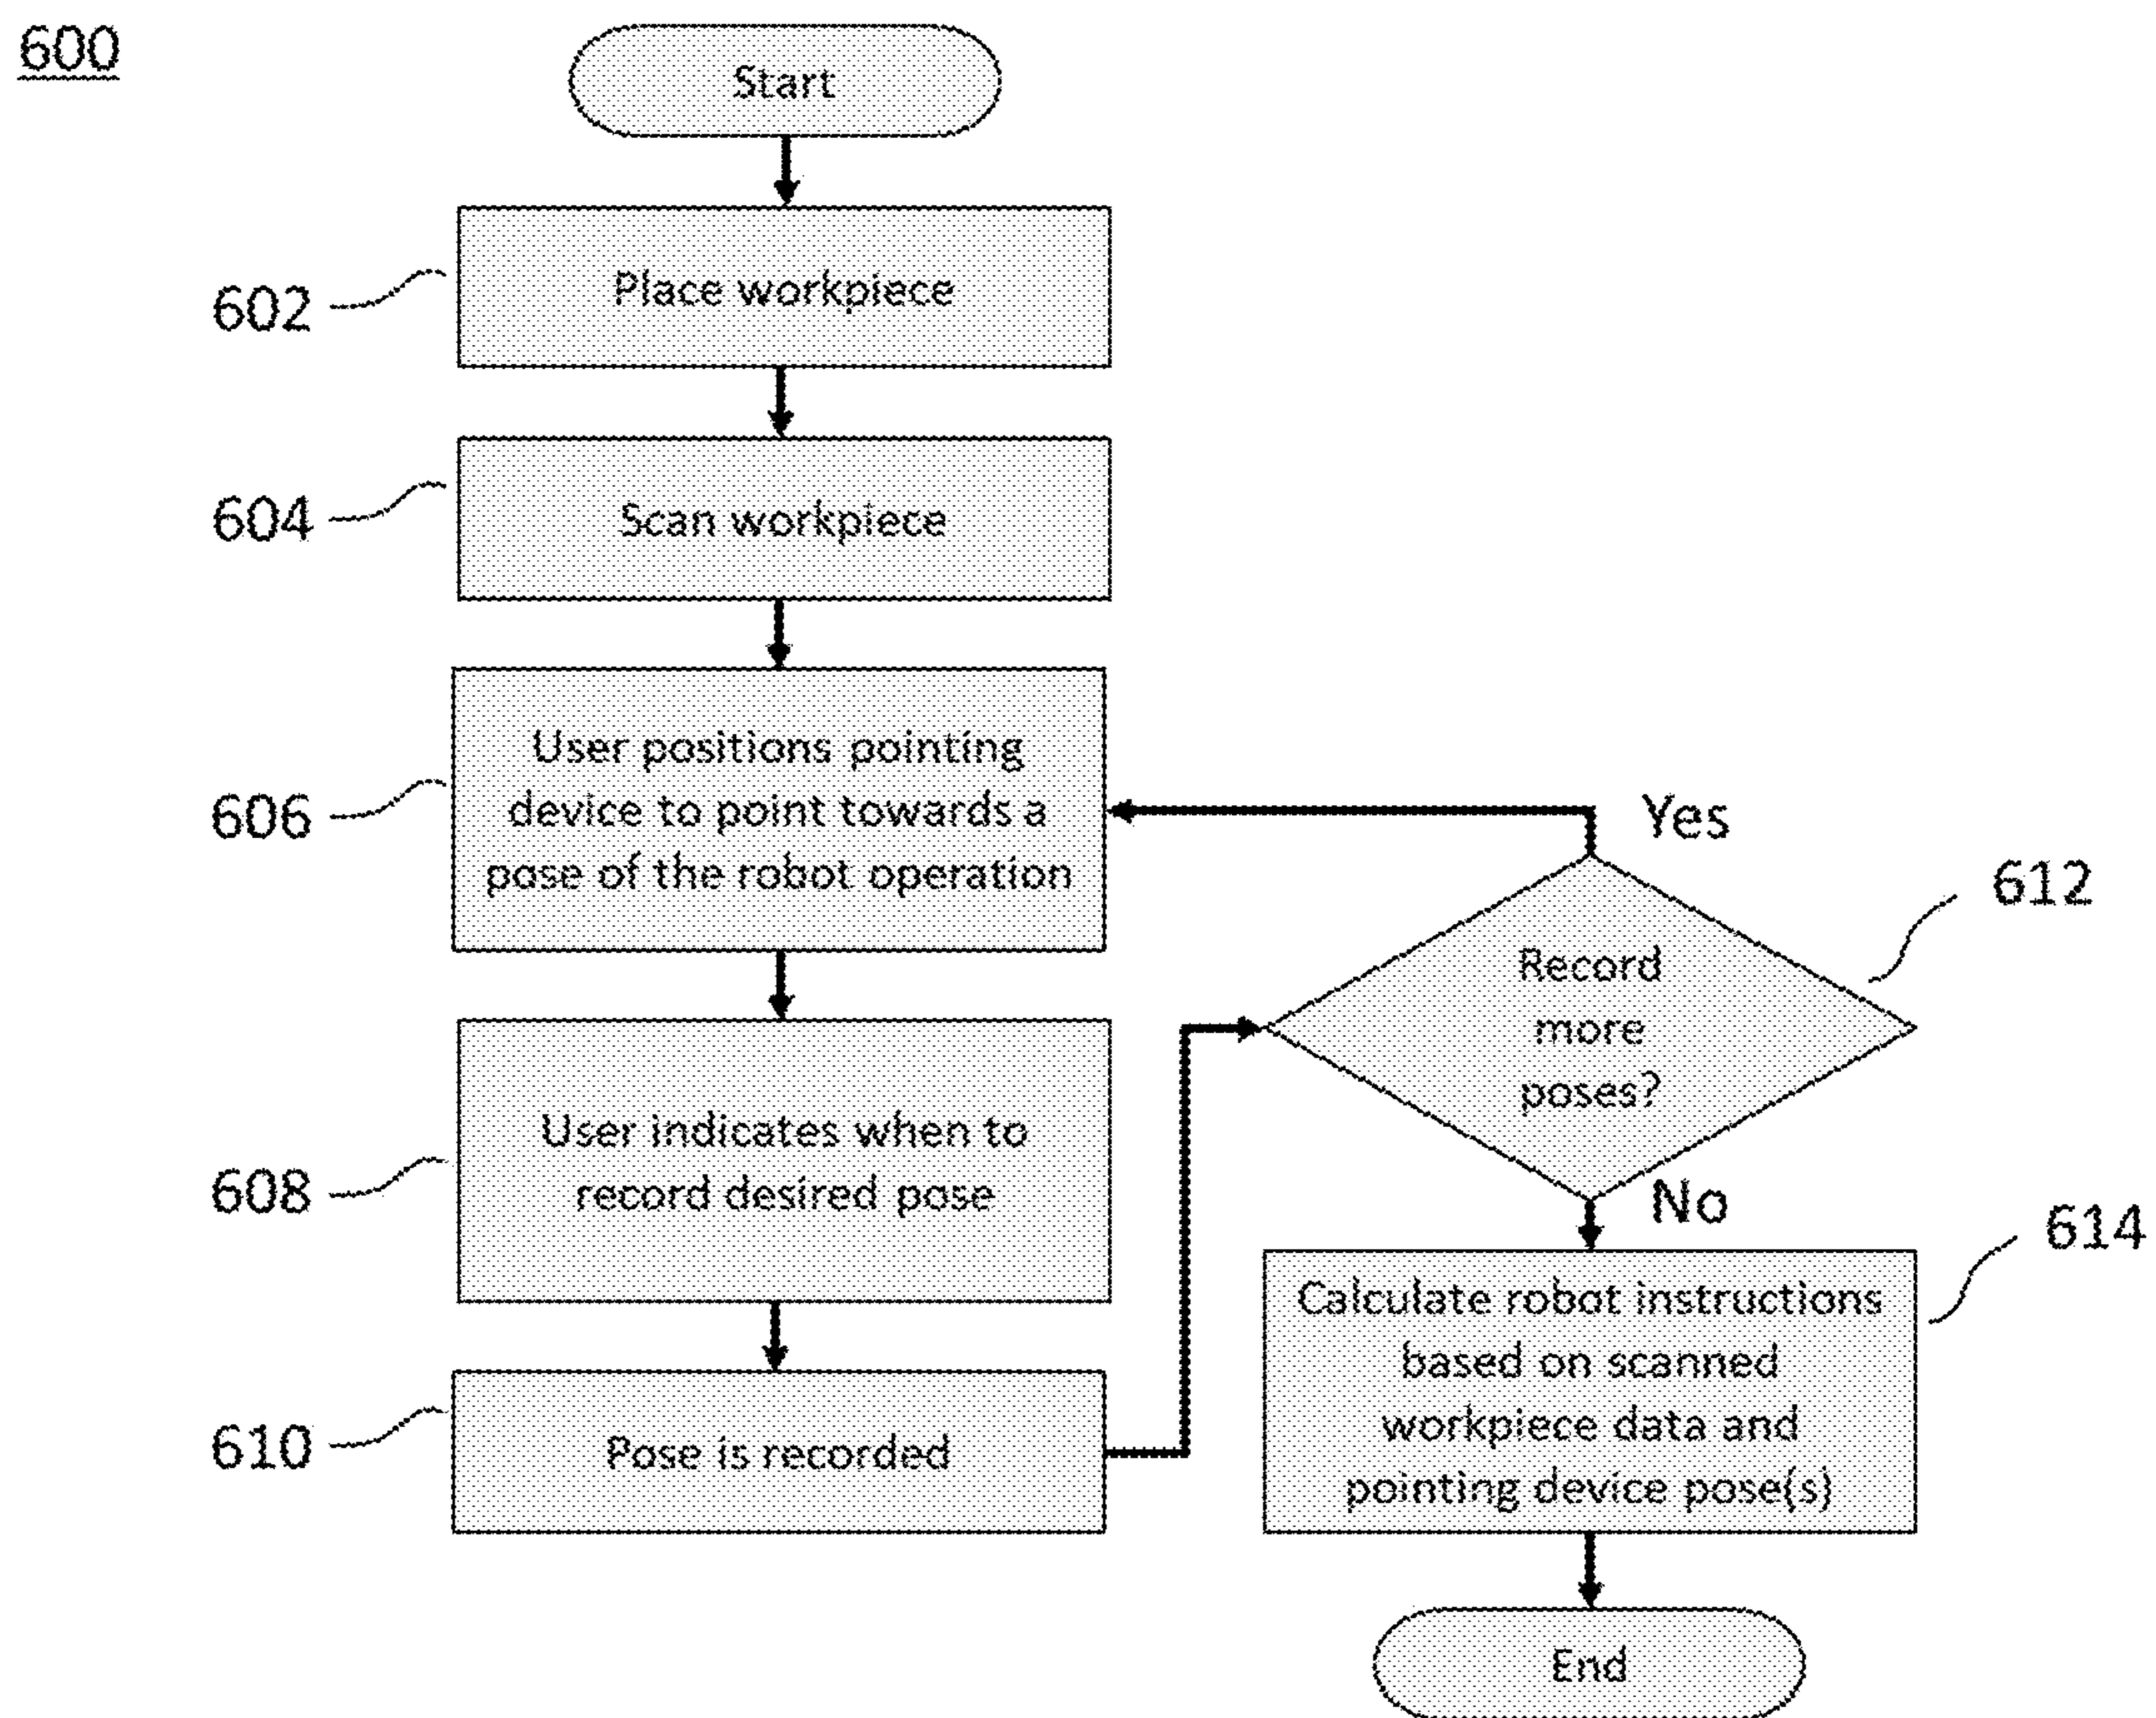 600
Start
602
Place workpiece
604
Scan workpiece
606
User positions pointing
device to point towards a
pose of the robot operation
608
User indicates when to
record desired pose
610
Pose is recorded
Yes
612
Record
more
poses?
No
614
Calculate robot instructions
based on scanned
workpiece data and
pointing device pose(s)
End